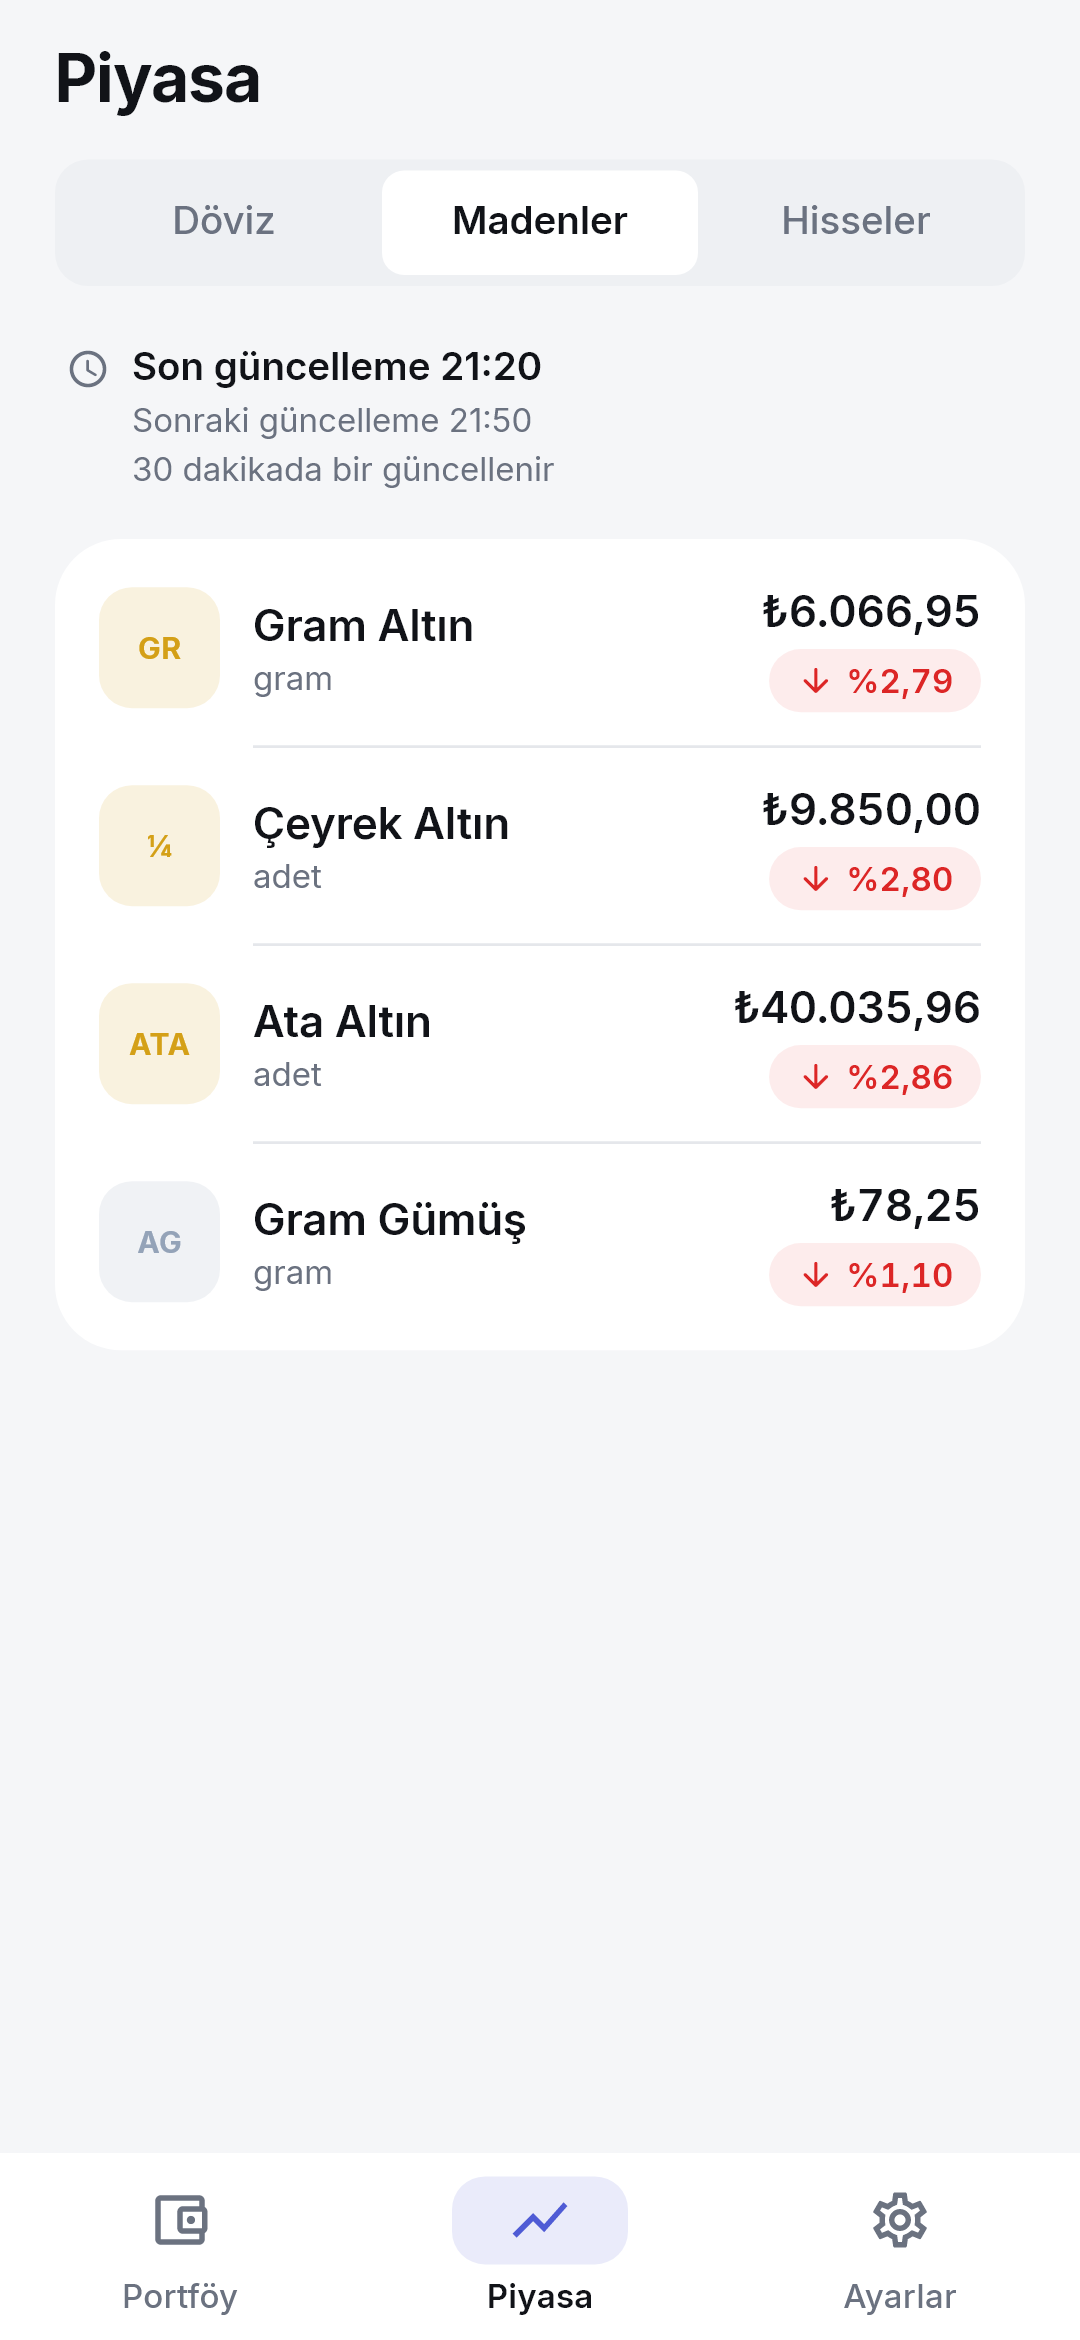 Piyasa
Döviz
Madenler
Hisseler
Son güncelleme 21:20
Sonraki güncelleme 21:50
30 dakikada bir güncellenir
GR
Gram Altın
gram
₺6.066,95
%2,79
¼
Çeyrek Altın
adet
₺9.850,00
%2,80
ATA
Ata Altın
adet
₺40.035,96
%2,86
AG
Gram Gümüş
gram
₺78,25
%1,10
Portföy
Piyasa
Ayarlar